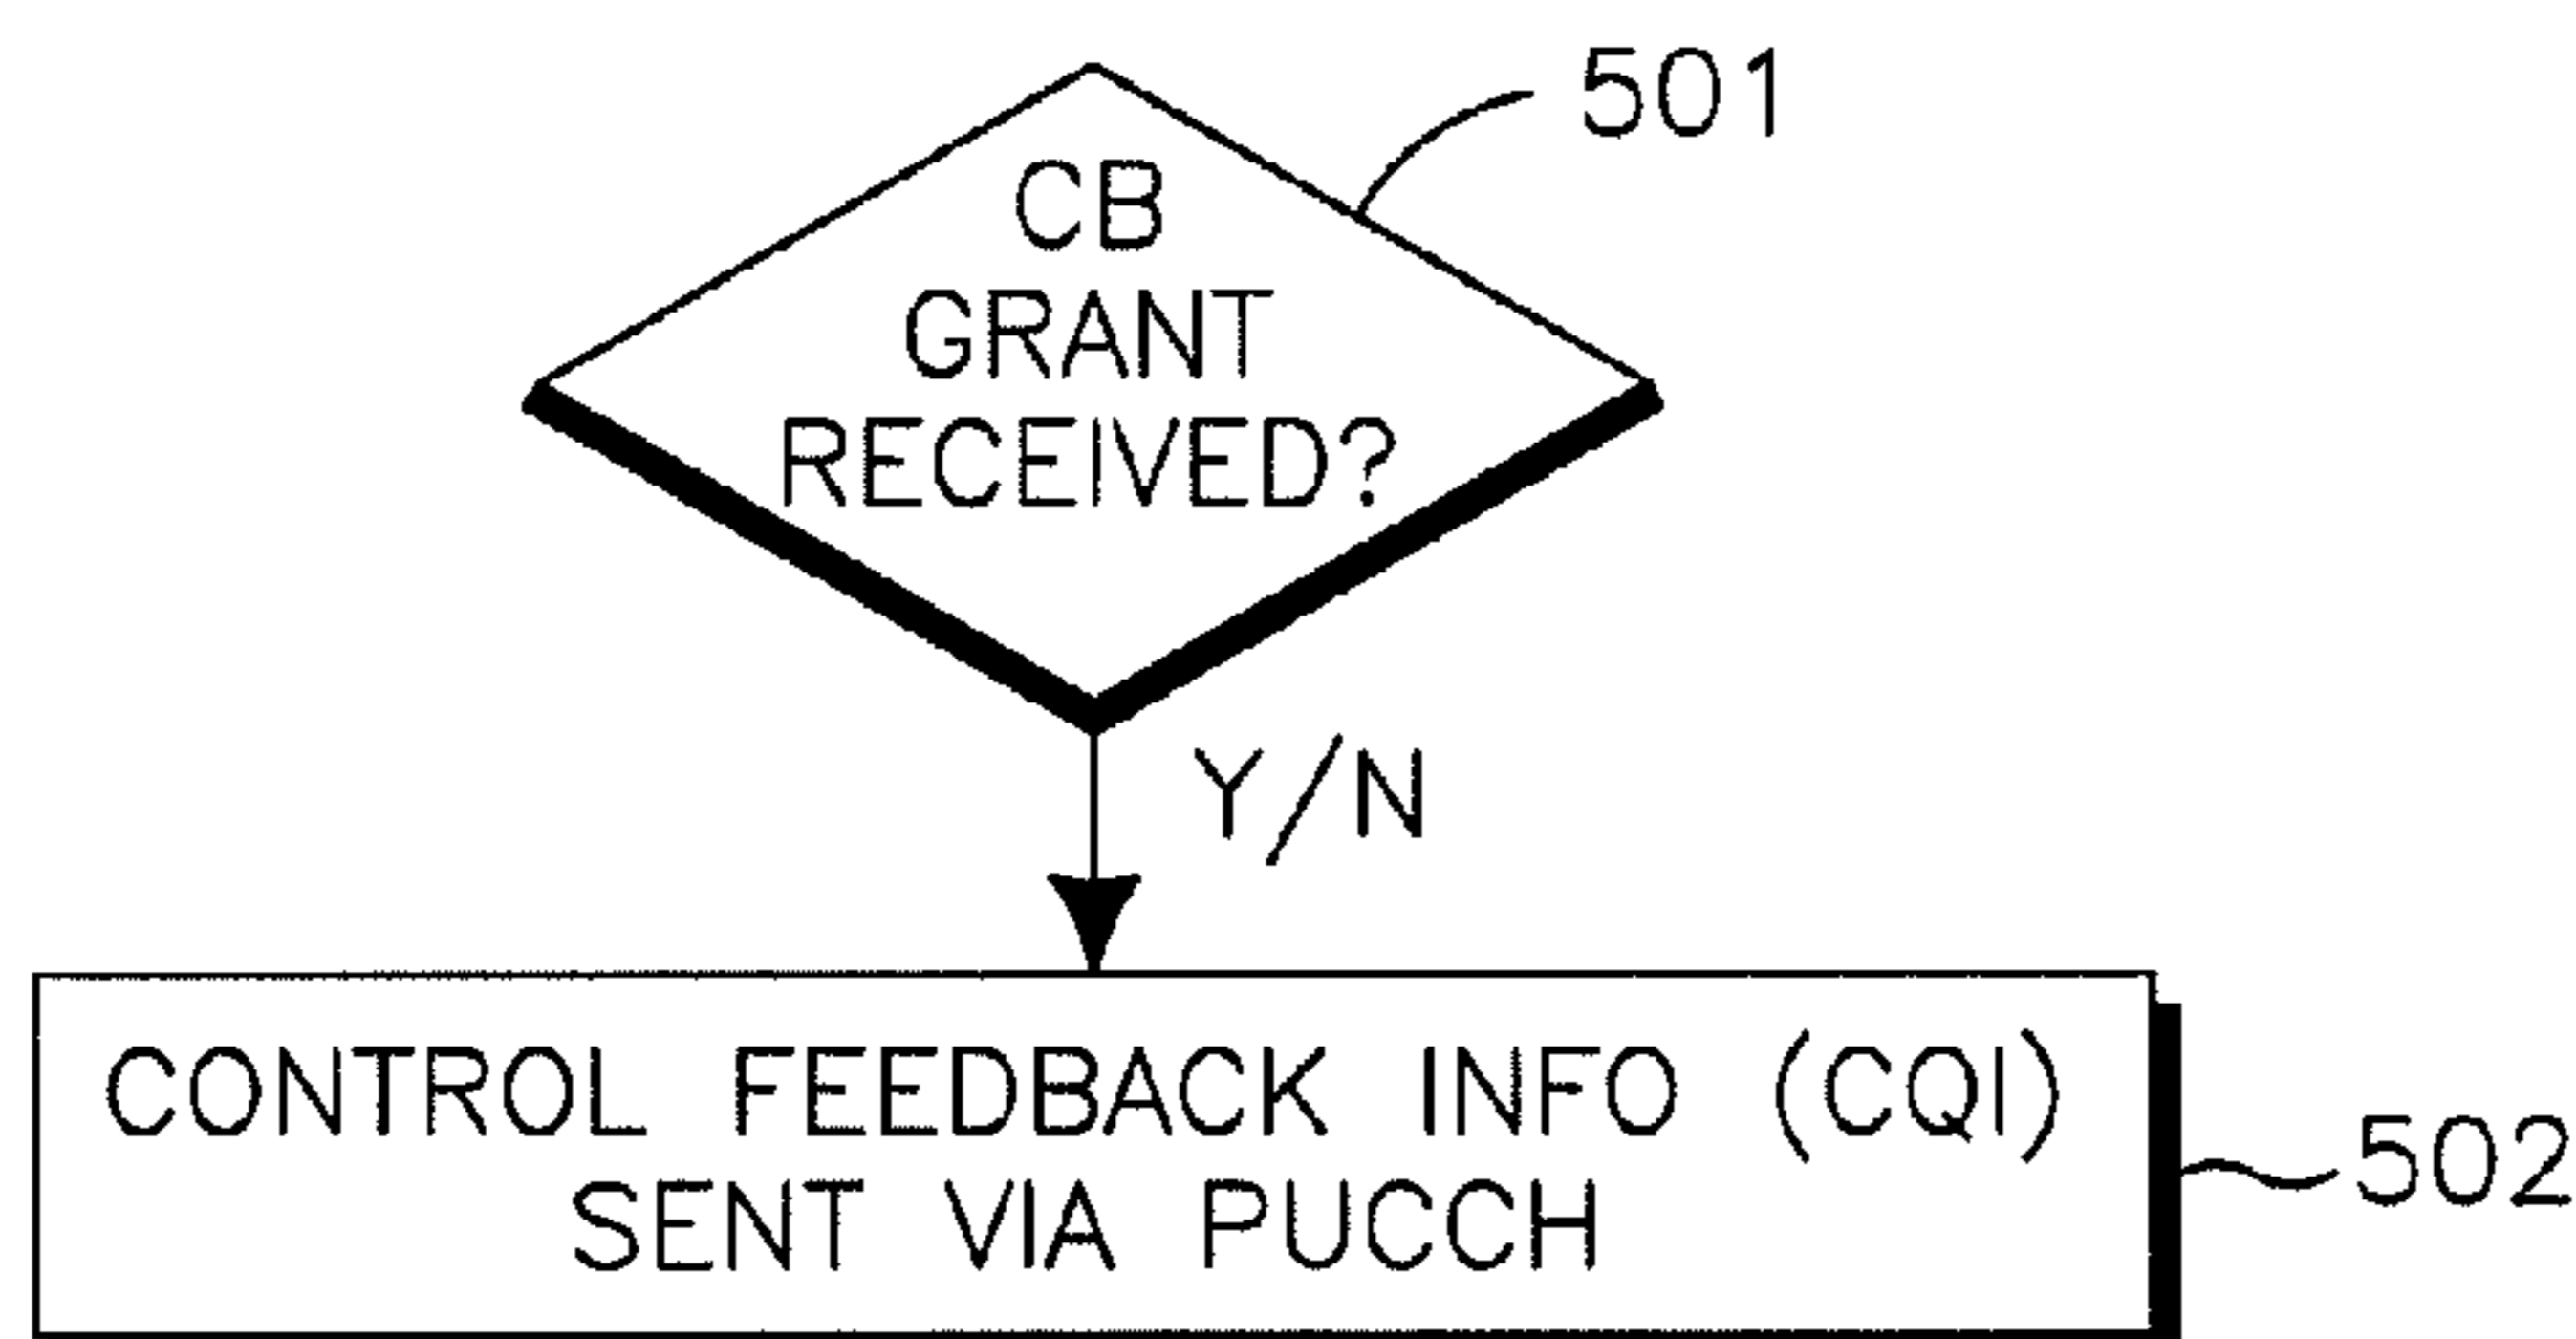 501
CB
GRANT
RECEIVED?
Y/N
CONTROL FEEDBACK INFO (CQI)
SENT VIA PUCCH
502